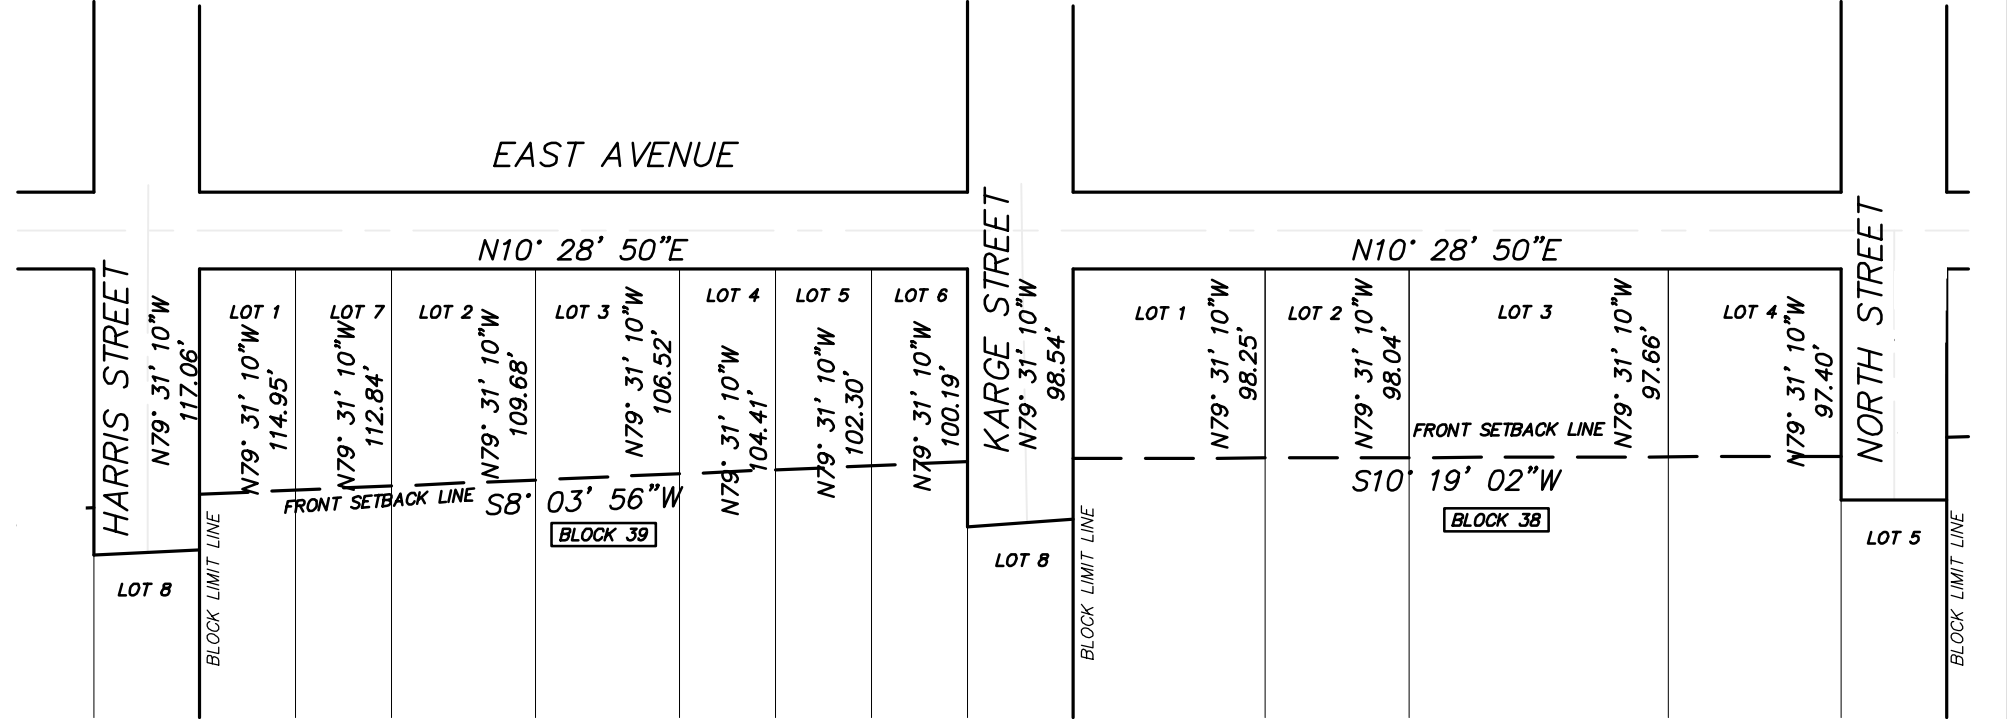 EAST AVENUE
N10° 28' 50"E
N10° 28' 50"E
HARRIS STREET
KARGE STREET
NORTH STREET
LOT 1
LOT 7
LOT 2
LOT 3
LOT 4
LOT 5
LOT 6
LOT 1
LOT 2
LOT 3
LOT 4
N79° 31' 10"W
117.06'
N79° 31' 10"W
114.95'
N79° 31' 10"W
112.84'
N79° 31' 10"W
109.68'
N79° 31' 10"W
106.52'
N79° 31' 10"W
104.41'
N79° 31' 10"W
102.30'
N79° 31' 10"W
100.19'
N79° 31' 10"W
98.54'
N79° 31' 10"W
98.25'
N79° 31' 10"W
98.04'
N79° 31' 10"W
97.66'
N79° 31' 10"W
97.40'
FRONT SETBACK LINE
S8° 03' 56"W
BLOCK 39
FRONT SETBACK LINE
S10° 19' 02"W
BLOCK 38
LOT 8
BLOCK LIMIT LINE
LOT 8
BLOCK LIMIT LINE
LOT 5
BLOCK LIMIT LINE